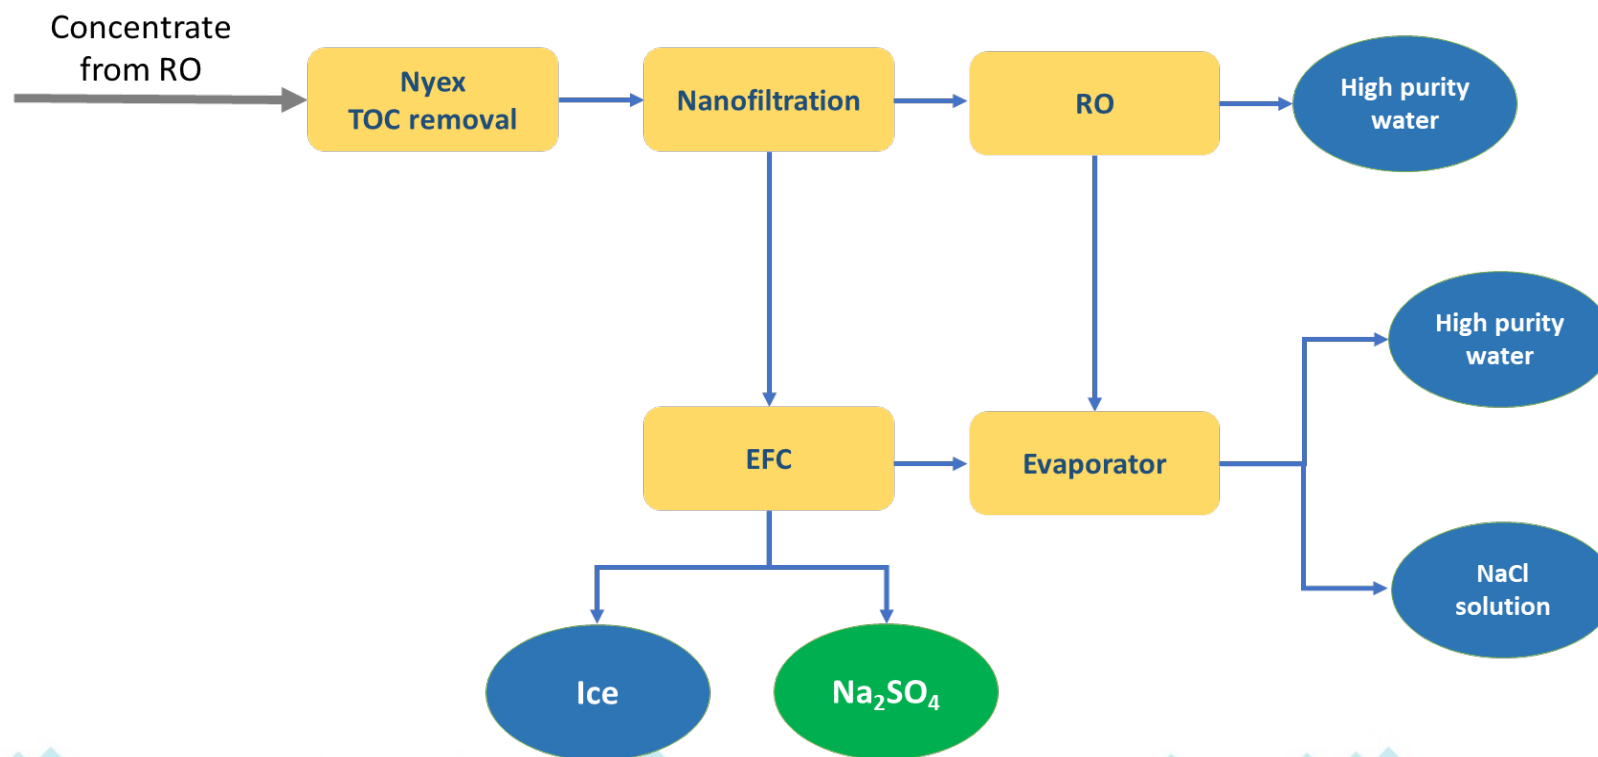 Concentrate
from RO
Nyex
TOC removal
Nanofiltration
RO
High purity
water
High purity
water
EFC
Evaporator
NaCl
solution
Ice
Na₂SO₄